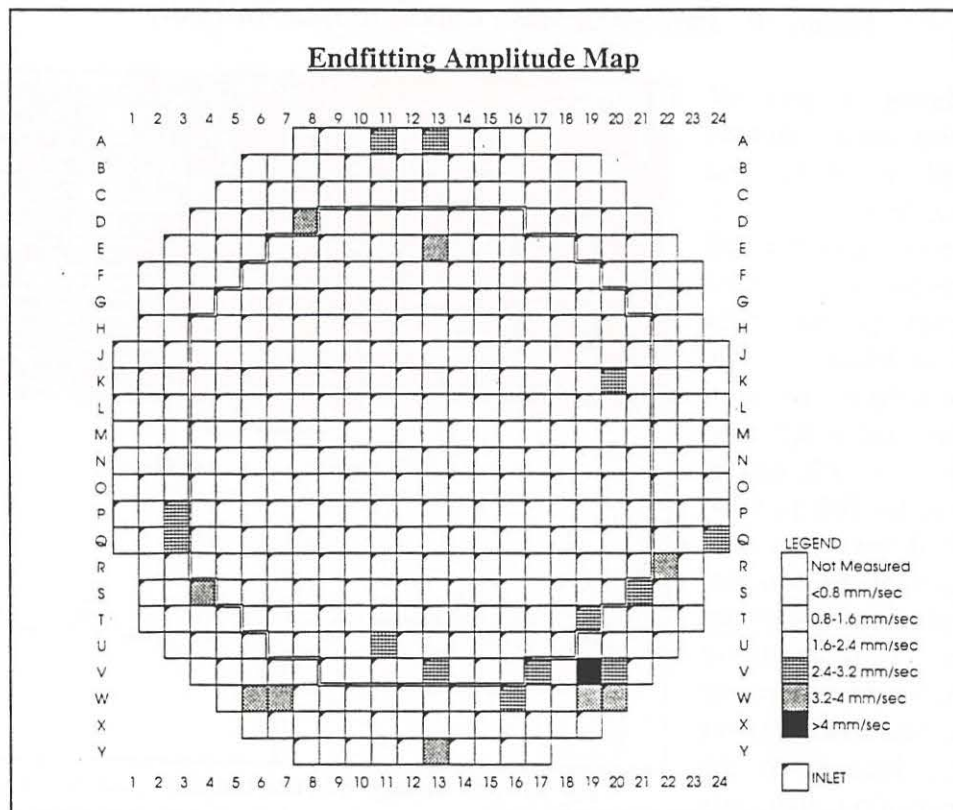 Endfitting Amplitude Map
1 2 3 4 5 6 7 8 9 10 11 12 13 14 15 16 17 18 19 20 21 22 23 24
A A
B B
C C
D D
E E
F F
G G
H H
J J
K K
L L
M M
N N
O O
P P
Q Q
R R
S S
T T
U U
V V
W W
X X
Y Y
1 2 3 4 5 6 7 8 9 10 11 12 13 14 15 16 17 18 19 20 21 22 23 24
LEGEND
Not Measured
<0.8 mm/sec
0.8-1.6 mm/sec
1.6-2.4 mm/sec
2.4-3.2 mm/sec
3.2-4 mm/sec
>4 mm/sec
INLET